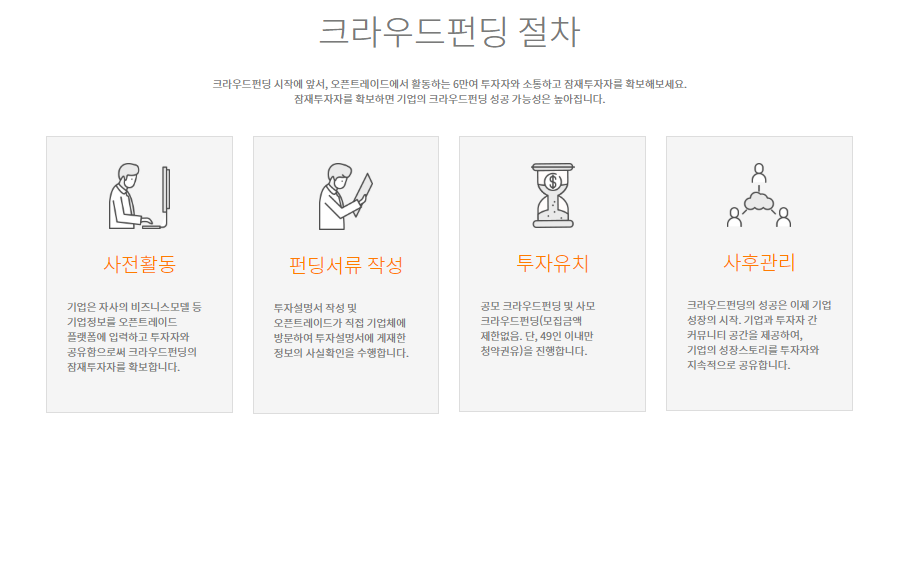 크라우드펀딩 절차
크라우드펀딩 시작에 앞서, 오픈트레이드에서 활동하는 6만여 투자자와 소통하고 잠재투자자를 확보해보세요.
잠재투자자를 확보하면 기업의 크라우드펀딩 성공 가능성은 높아집니다.
사전활동
기업은 자사의 비즈니스모델 등
기업정보를 오픈트레이드
플랫폼에 입력하고 투자자와
공유함으로써 크라우드펀딩의
잠재투자자를 확보합니다.
펀딩서류 작성
투자설명서 작성 및
오픈트레이드가 직접 기업체에
방문하여 투자설명서에 게재한
정보의 사실확인을 수행합니다.
투자유치
공모 크라우드펀딩 및 사모
크라우드펀딩(모집금액
제한없음. 단, 49인 이내만
청약권유)을 진행합니다.
사후관리
크라우드펀딩의 성공은 이제 기업
성장의 시작. 기업과 투자자 간
커뮤니티 공간을 제공하여,
기업의 성장스토리를 투자자와
지속적으로 공유합니다.